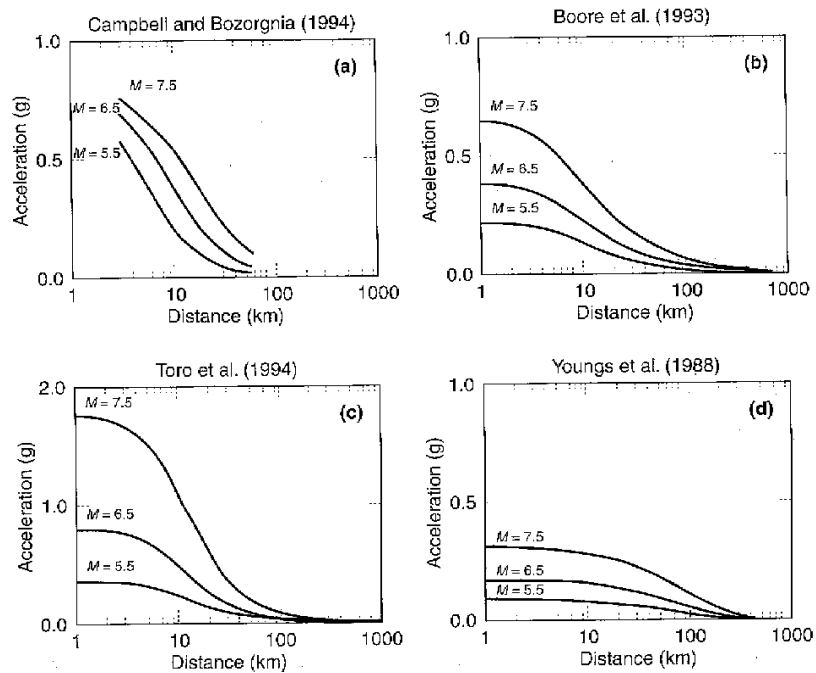 Campbell and Bozorgnia (1994)
1.0
(a)
M = 7.5
M = 6.5
M = 5.5
0.5
0.0
1
10
100
1000
Acceleration (g)
Distance (km)
Boore et al. (1993)
1.0
(b)
M = 7.5
0.5
M = 6.5
M = 5.5
0.0
1
10
100
1000
Acceleration (g)
Distance (km)
Toro et al. (1994)
2.0
M = 7.5
(c)
1.0
M = 6.5
M = 5.5
0.0
1
10
100
1000
Acceleration (g)
Distance (km)
Youngs et al. (1988)
1.0
(d)
0.5
M = 7.5
M = 6.5
M = 5.5
0.0
1
10
100
1000
Acceleration (g)
Distance (km)